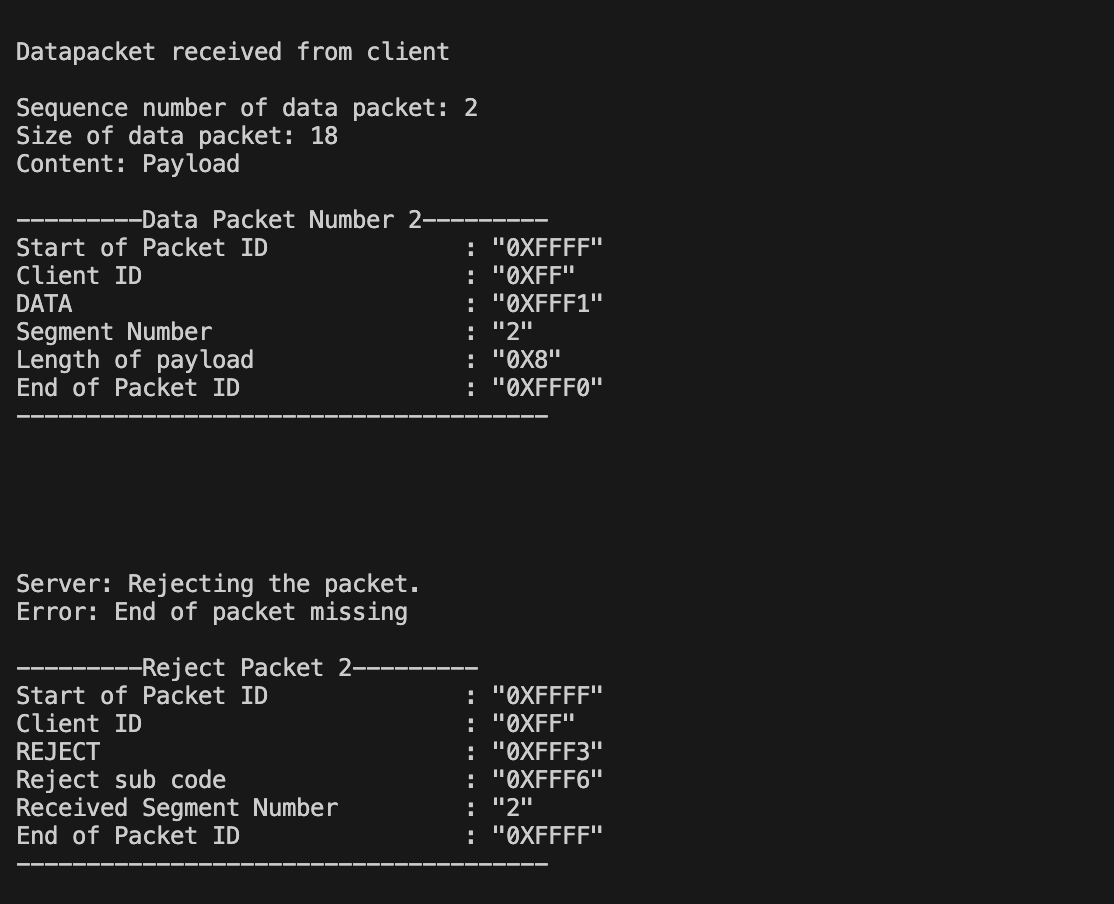 Datapacket received from client
Sequence number of data packet: 2
Size of data packet: 18
Content: Payload
---------Data Packet Number 2---------
Start of Packet ID : "0XFFFF"
Client ID : "0XFF"
DATA : "0XFFF1"
Segment Number : "2"
Length of payload : "0X8"
End of Packet ID : "0XFFF0"
--------------------------------------
Server: Rejecting the packet.
Error: End of packet missing
---------Reject Packet 2---------
Start of Packet ID : "0XFFFF"
Client ID : "0XFF"
REJECT : "0XFFF3"
Reject sub code : "0XFFF6"
Received Segment Number : "2"
End of Packet ID : "0XFFFF"
--------------------------------------